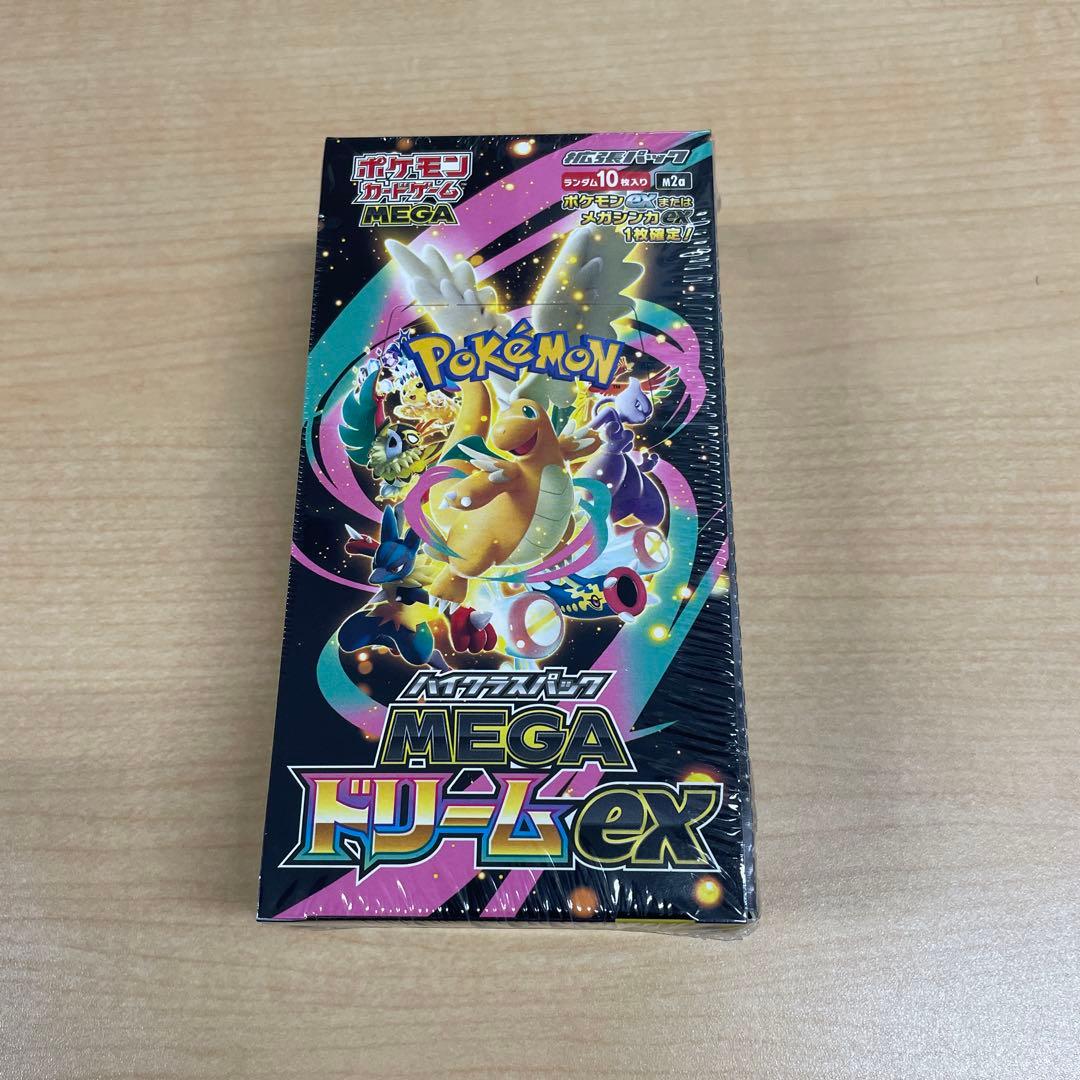 ポケモン
カードゲーム
MEGA
拡張パック
ランダム10枚入り M2a
ポケモンexまたは
メガシンカex
1枚確定!
POKéMON
ハイクラスパック
MEGA
ドリームex